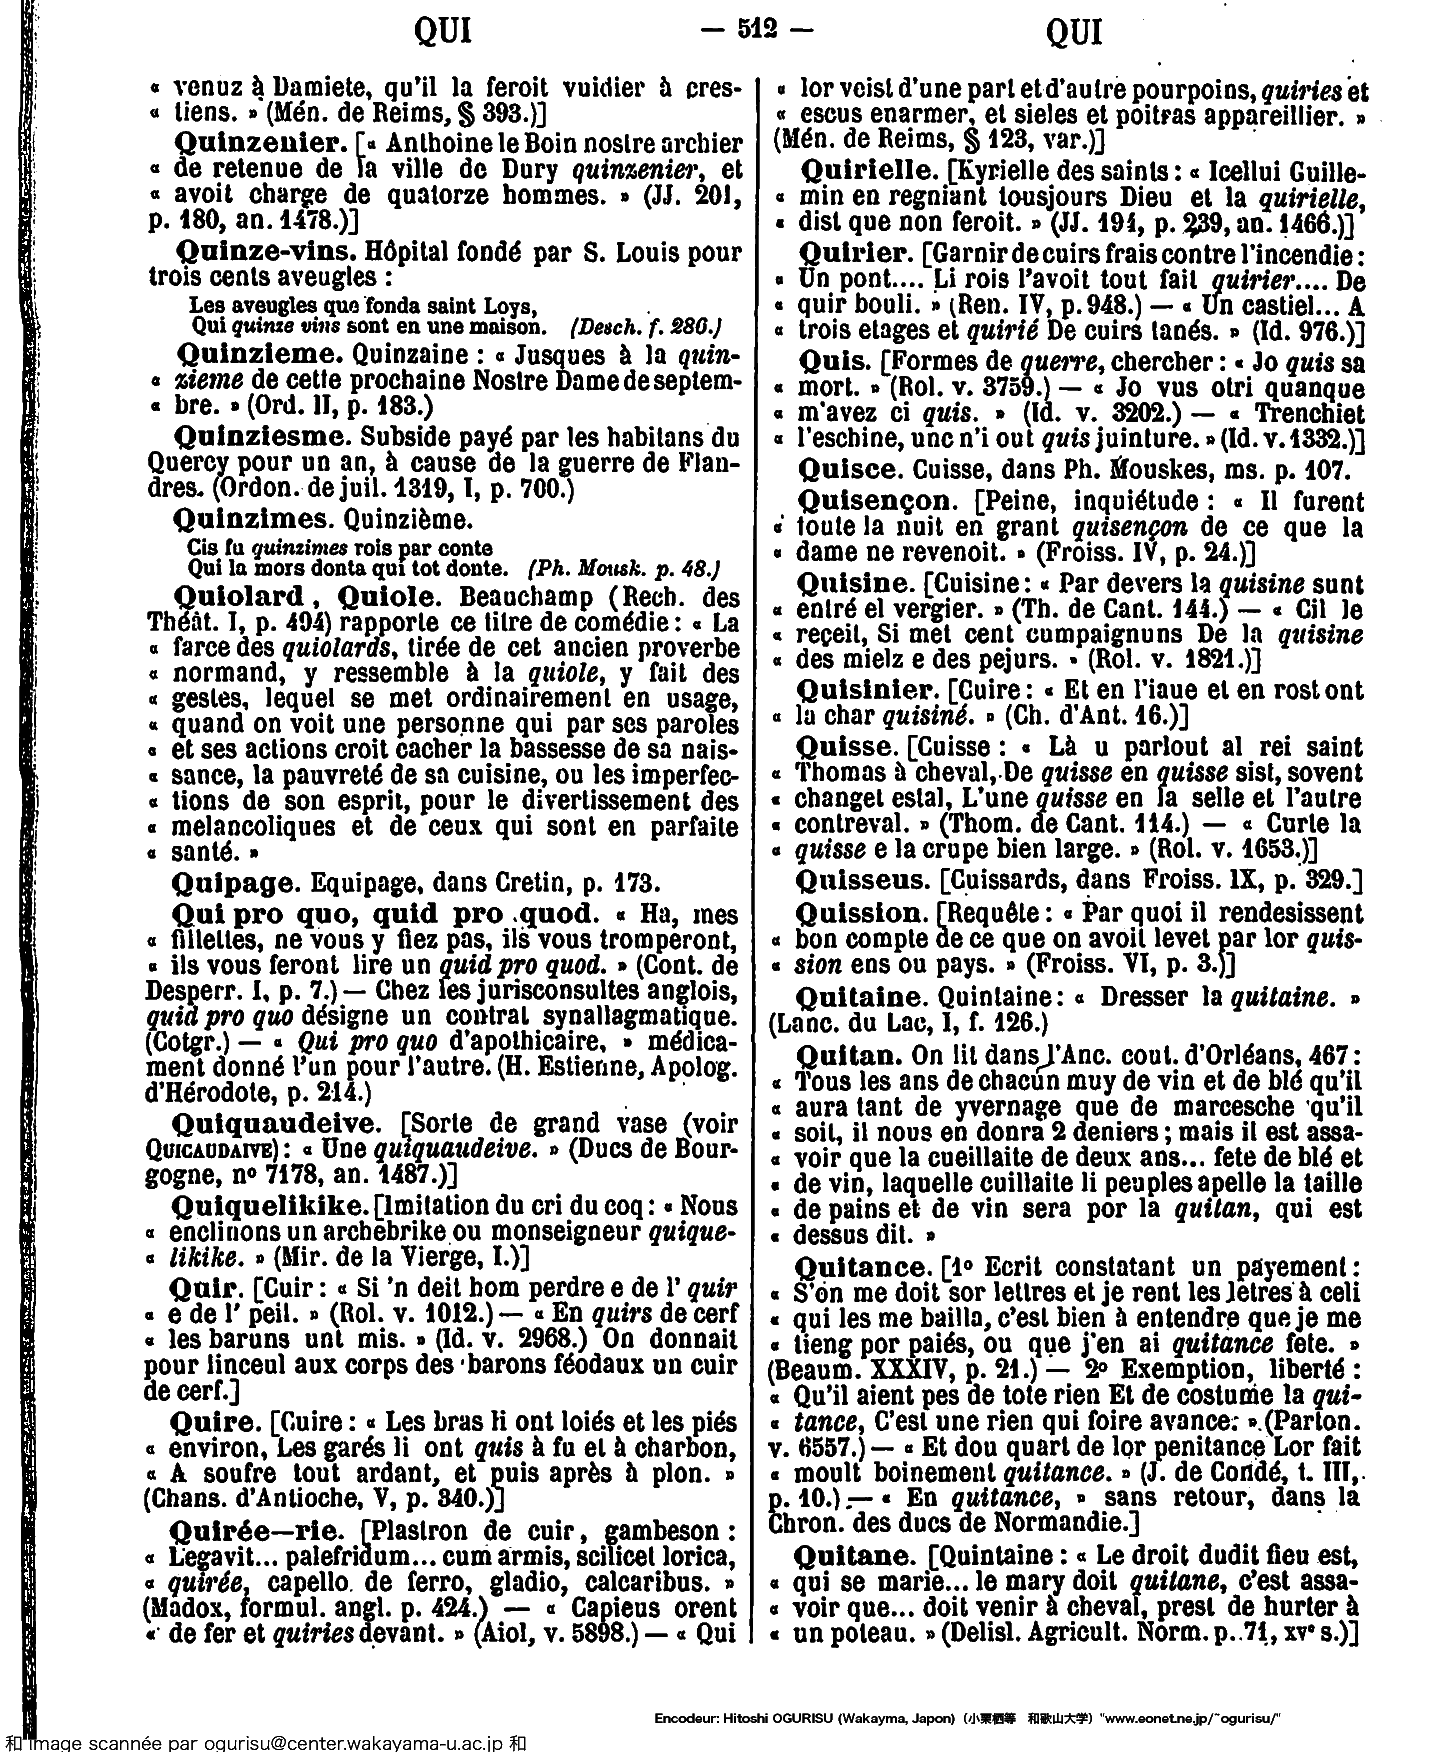 QUI
— 512 —
QUI
« venuz à Damiete, qu'il la feroit vuidier à cres-
« tiens. » (Mén. de Reims, § 393.)]
Quinzenier. [« Anthoine le Boin nostre archier
« de retenue de la ville de Dury quinzenier, et
« avoit charge de quatorze hommes. » (JJ. 201,
p. 180, an. 1478.)]
Quinze-vins. Hôpital fondé par S. Louis pour
trois cents aveugles :
Les aveugles que fonda saint Loys,
Qui quinze vins sont en une maison. (Desch. f. 286.)
Quinzieme. Quinzaine : « Jusques à la quin-
« zieme de cette prochaine Nostre Dame de septem-
« bre. » (Ord. II, p. 183.)
Quinziesme. Subside payé par les habitans du
Quercy pour un an, à cause de la guerre de Flan-
dres. (Ordon. de juil. 1319, I, p. 700.)
Quinzimes. Quinzième.
Cis fu quinzimes rois par conte
Qui la mors donta qui tot donte. (Ph. Mousk. p. 48.)
Quiolard, Quiole. Beauchamp (Rech. des
Théât. I, p. 494) rapporte ce titre de comédie : « La
« farce des quiolards, tirée de cet ancien proverbe
« normand, y ressemble à la quiole, y fait des
« gestes, lequel se met ordinairement en usage,
« quand on voit une personne qui par ses paroles
« et ses actions croit cacher la bassesse de sa nais-
« sance, la pauvreté de sa cuisine, ou les imperfec-
« tions de son esprit, pour le divertissement des
« melancoliques et de ceux qui sont en parfaite
« santé. »
Quipage. Equipage, dans Cretin, p. 173.
Qui pro quo, quid pro quod. « Ha, mes
« fillettes, ne vous y fiez pas, ils vous tromperont,
« ils vous feront lire un quid pro quod. » (Cont. de
Desperr. I, p. 7.) — Chez les jurisconsultes anglois,
quid pro quo désigne un contrat synallagmatique.
(Cotgr.) — « Qui pro quo d'apothicaire, » médica-
ment donné l'un pour l'autre. (H. Estienne, Apolog.
d'Hérodote, p. 214.)
Quiquaudeive. [Sorte de grand vase (voir
QUICAUDAIVE) : « Une quiquaudeive. » (Ducs de Bour-
gogne, nº 7178, an. 1487.)]
Quiquelikike. [Imitation du cri du coq : « Nous
« enclinons un archebrike ou monseigneur quique-
« likike. » (Mir. de la Vierge, I.)]
Quir. [Cuir : « Si 'n deit hom perdre e de l' quir
« e de l' peil. » (Rol. v. 1012.) — « En quirs de cerf
« les baruns unt mis. » (Id. v. 2968.) On donnait
pour linceul aux corps des barons féodaux un cuir
de cerf.]
Quire. [Cuire : « Les bras li ont loiés et les piés
« environ, Les garés li ont quis à fu et à charbon,
« A soufre tout ardant, et puis après à plon. »
(Chans. d'Antioche, V, p. 340.)]
Quirée—rie. [Plastron de cuir, gambeson :
« Legavit... palefridum... cum armis, scilicet lorica,
« quirée, capello de ferro, gladio, calcaribus. »
(Madox, formul. angl. p. 424.) — « Capieus orent
« de fer et quiries devant. » (Aiol, v. 5898.) — « Qui
« lor veist d'une part et d'autre pourpoins, quiries et
« escus enarmer, et sieles et poitras appareillier. »
(Mén. de Reims, § 123, var.)]
Quirielle. [Kyrielle des saints : « Icellui Guille-
« min en regniant tousjours Dieu et la quirielle,
« dist que non feroit. » (JJ. 194, p. 239, an. 1466.)]
Quirier. [Garnir de cuirs frais contre l'incendie :
« Un pont.... Li rois l'avoit tout fait quirier.... De
« quir bouli. » (Ren. IV, p. 948.) — « Un castiel... A
« trois etages et quirié De cuirs tanés. » (Id. 976.)]
Quis. [Formes de querre, chercher : « Jo quis sa
« mort. » (Rol. v. 3759.) — « Jo vus otri quanque
« m'avez ci quis. » (Id. v. 3202.) — « Trenchiet
« l'eschine, unc n'i out quis juinture. » (Id. v. 1332.)]
Quisce. Cuisse, dans Ph. Mouskes, ms. p. 107.
Quisençon. [Peine, inquiétude : « Il furent
« toute la nuit en grant quisençon de ce que la
« dame ne revenoit. » (Froiss. IV, p. 24.)]
Quisine. [Cuisine : « Par devers la quisine sunt
« entré el vergier. » (Th. de Cant. 144.) — « Cil le
« reçeit, Si met cent cumpaignuns De la quisine
« des mielz e des pejurs. » (Rol. v. 1821.)]
Quisinier. [Cuire : « Et en l'iaue et en rost ont
« la char quisiné. » (Ch. d'Ant. 16.)]
Quisse. [Cuisse : « Là u parlout al rei saint
« Thomas à cheval, De quisse en quisse sist, sovent
« changet estal, L'une quisse en la selle et l'autre
« contreval. » (Thom. de Cant. 114.) — « Curte la
« quisse e la crupe bien large. » (Rol. v. 1653.)]
Quisseus. [Cuissards, dans Froiss. IX, p. 329.]
Quission. [Requête : « Par quoi il rendesissent
« bon compte de ce que on avoit levet par lor quis-
« sion ens ou pays. » (Froiss. VI, p. 3.)]
Quitaine. Quintaine : « Dresser la quitaine. »
(Lanc. du Lac, I, f. 126.)
Quitan. On lit dans l'Anc. cout. d'Orléans, 467 :
« Tous les ans de chacun muy de vin et de blé qu'il
« aura tant de yvernage que de marcesche qu'il
« soit, il nous en donra 2 deniers ; mais il est assa-
« voir que la cueillaite de deux ans... fete de blé et
« de vin, laquelle cuillaite li peuples apelle la taille
« de pains et de vin sera por la quitan, qui est
« dessus dit. »
Quitance. [1º Ecrit constatant un payement :
« S'on me doit sor lettres et je rent les letres à celi
« qui les me bailla, c'est bien à entendre que je me
« tieng por paiés, ou que j'en ai quitance fete. »
(Beaum. XXXIV, p. 21.) — 2º Exemption, liberté :
« Qu'il aient pes de tote rien Et de costume la qui-
« tance, C'est une rien qui foire avance. » (Parton.
v. 6557.) — « Et dou quart de lor penitance Lor fait
« moult boinement quitance. » (J. de Condé, t. III,
p. 10.) — « En quitance, » sans retour, dans la
Chron. des ducs de Normandie.]
Quitane. [Quintaine : « Le droit dudit fieu est,
« qui se marie... le mary doit quitane, c'est assa-
« voir que... doit venir à cheval, prest de hurter à
« un poteau. » (Delisl. Agricult. Norm. p. 71, xvᵉ s.)]
Encodeur: Hitoshi OGURISU (Wakayma, Japon) (小栗栖等 和歌山大学) "www.eonet.ne.jp/~ogurisu/"
和 Image scannée par ogurisu@center.wakayama-u.ac.jp 和